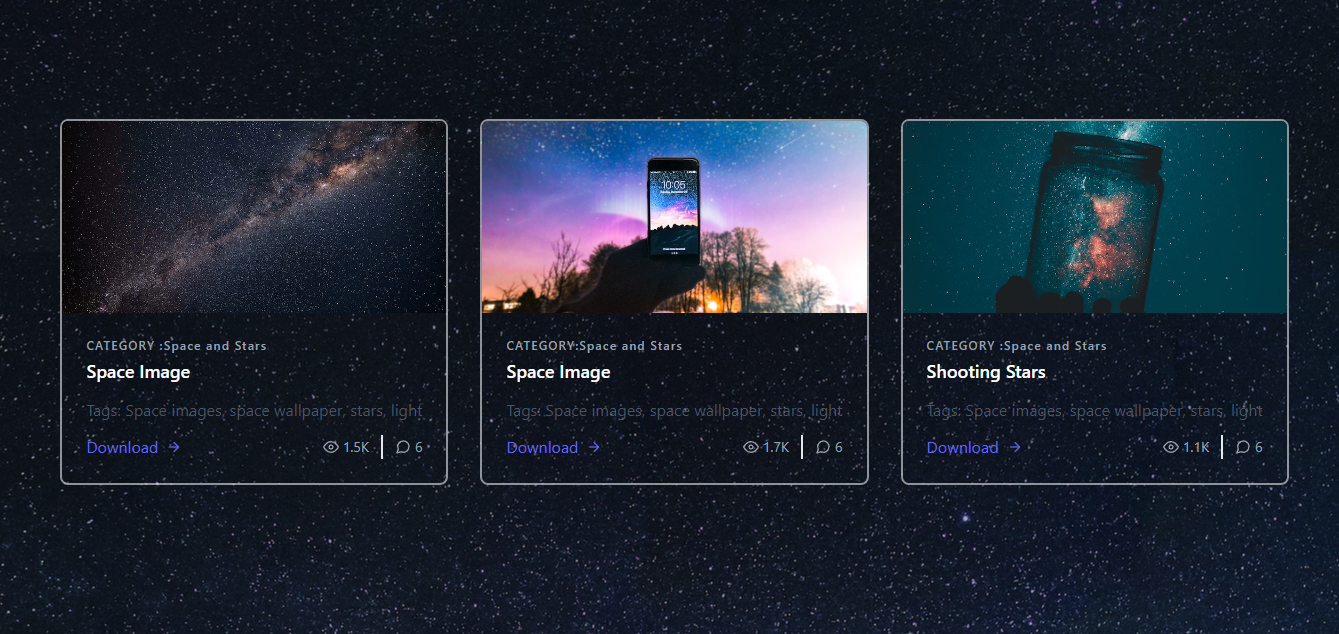 10:05
CATEGORY :Space and Stars
Space Image
Tags: Space images, space wallpaper, stars, light
Download →
1.5K | 6
CATEGORY:Space and Stars
Space Image
Tags: Space images, space wallpaper, stars, light
Download →
1.7K | 6
CATEGORY :Space and Stars
Shooting Stars
Tags: Space images, space wallpaper, stars, light
Download →
1.1K | 6